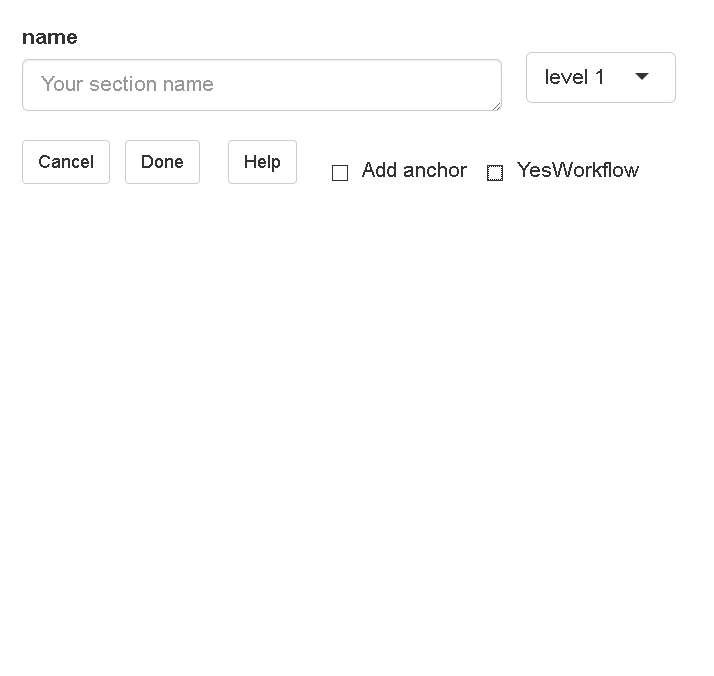 name
Your section name
level 1
Cancel Done Help Add anchor YesWorkflow